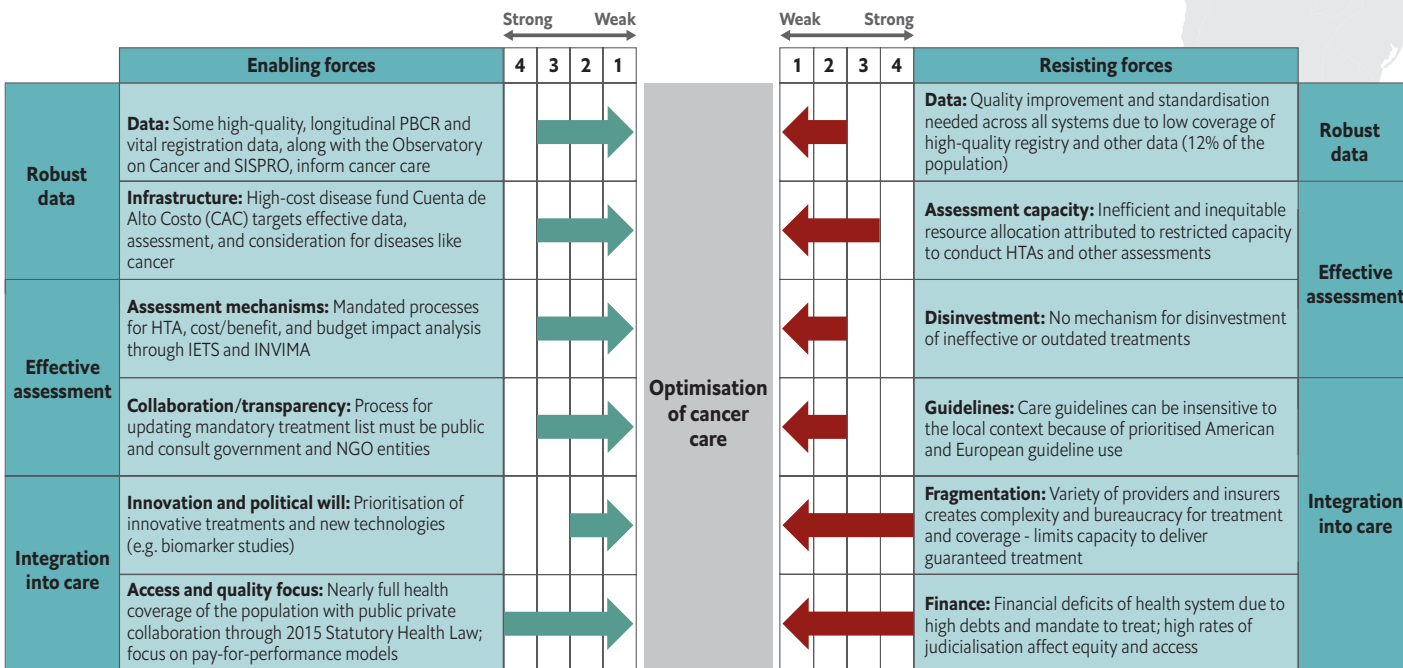 Strong Weak
Weak Strong
Enabling forces
4 3 2 1
1 2 3 4
Resisting forces
Robust
data
Data: Some high-quality, longitudinal PBCR and
vital registration data, along with the Observatory
on Cancer and SISPRO, inform cancer care
Infrastructure: High-cost disease fund Cuenta de
Alto Costo (CAC) targets effective data,
assessment, and consideration for diseases like
cancer
Effective
assessment
Assessment mechanisms: Mandated processes
for HTA, cost/benefit, and budget impact analysis
through IETS and INVIMA
Collaboration/transparency: Process for
updating mandatory treatment list must be public
and consult government and NGO entities
Integration
into care
Innovation and political will: Prioritisation of
innovative treatments and new technologies
(e.g. biomarker studies)
Access and quality focus: Nearly full health
coverage of the population with public private
collaboration through 2015 Statutory Health Law;
focus on pay-for-performance models
Optimisation
of cancer
care
Data: Quality improvement and standardisation
needed across all systems due to low coverage of
high-quality registry and other data (12% of the
population)
Robust
data
Assessment capacity: Inefficient and inequitable
resource allocation attributed to restricted capacity
to conduct HTAs and other assessments
Disinvestment: No mechanism for disinvestment
of ineffective or outdated treatments
Effective
assessment
Guidelines: Care guidelines can be insensitive to
the local context because of prioritised American
and European guideline use
Fragmentation: Variety of providers and insurers
creates complexity and bureaucracy for treatment
and coverage - limits capacity to deliver
guaranteed treatment
Finance: Financial deficits of health system due to
high debts and mandate to treat; high rates of
judicialisation affect equity and access
Integration
into care